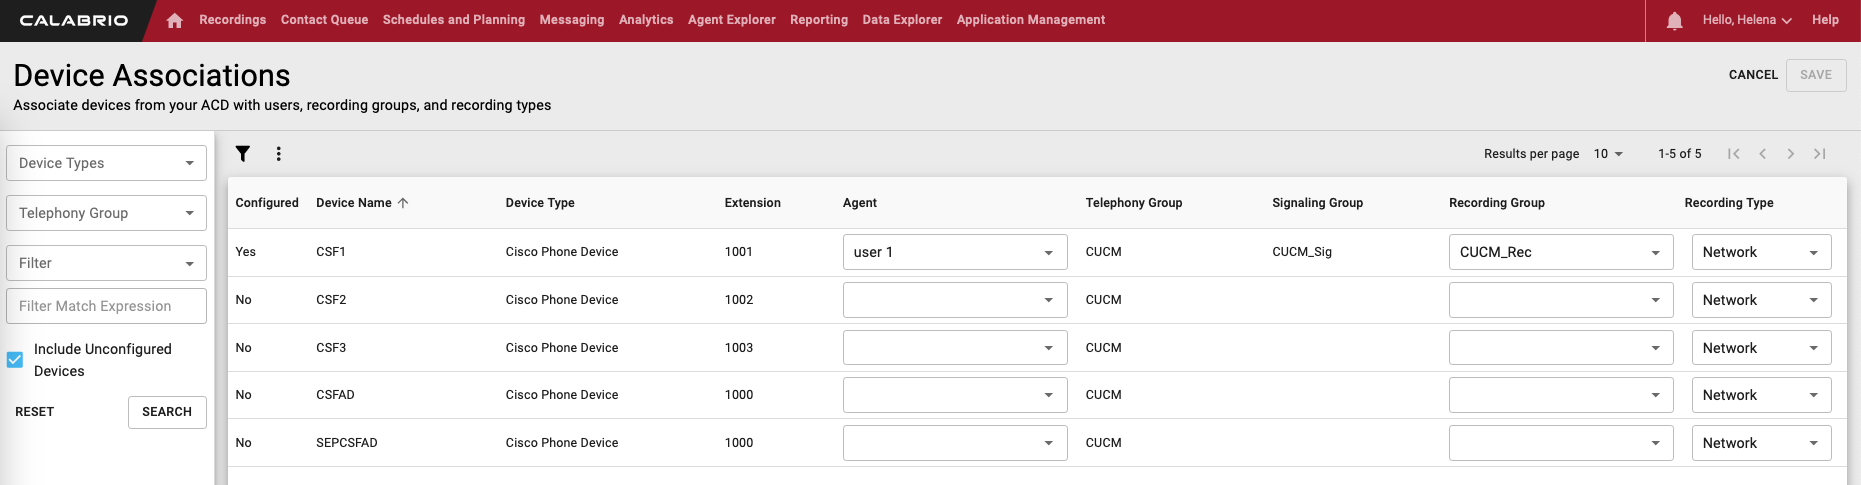 CALABRIO Recordings Contact Queue Schedules and Planning Messaging Analytics Agent Explorer Reporting Data Explorer Application Management Hello, Helena Help
Device Associations
CANCEL SAVE
Associate devices from your ACD with users, recording groups, and recording types
Device Types
Telephony Group
Filter
Filter Match Expression
Include Unconfigured
Devices
RESET SEARCH
Results per page 10 1-5 of 5
Configured Device Name Device Type Extension Agent Telephony Group Signaling Group Recording Group Recording Type
Yes CSF1 Cisco Phone Device 1001 user 1 CUCM CUCM_Sig CUCM_Rec Network
No CSF2 Cisco Phone Device 1002 CUCM Network
No CSF3 Cisco Phone Device 1003 CUCM Network
No CSFAD Cisco Phone Device 1000 CUCM Network
No SEPCSFAD Cisco Phone Device 1000 CUCM Network